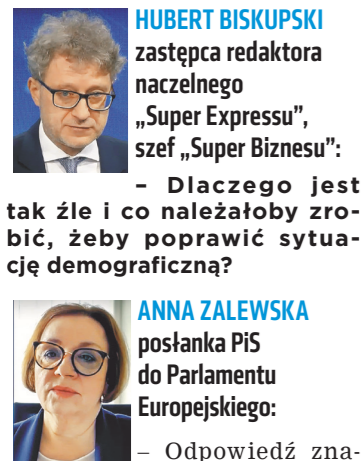 HUBERT BISKUPSKI
zastępca redaktora
naczelnego
„Super Expressu”,
szef „Super Biznesu”:
– Dlaczego jest
tak źle i co należałoby zro-
bić, żeby poprawić sytua-
cję demograficzną?
ANNA ZALEWSKA
posłanka PiS
do Parlamentu
Europejskiego:
– Odpowiedź zna-